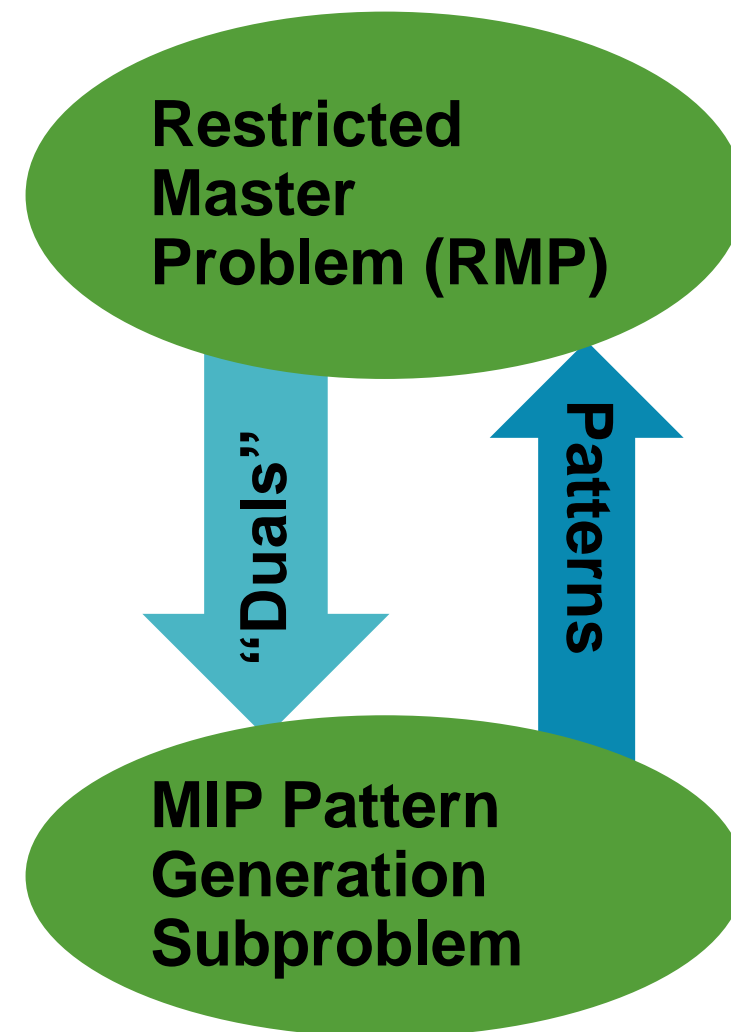 Restricted
Master
Problem (RMP)
“Duals”
Patterns
MIP Pattern
Generation
Subproblem